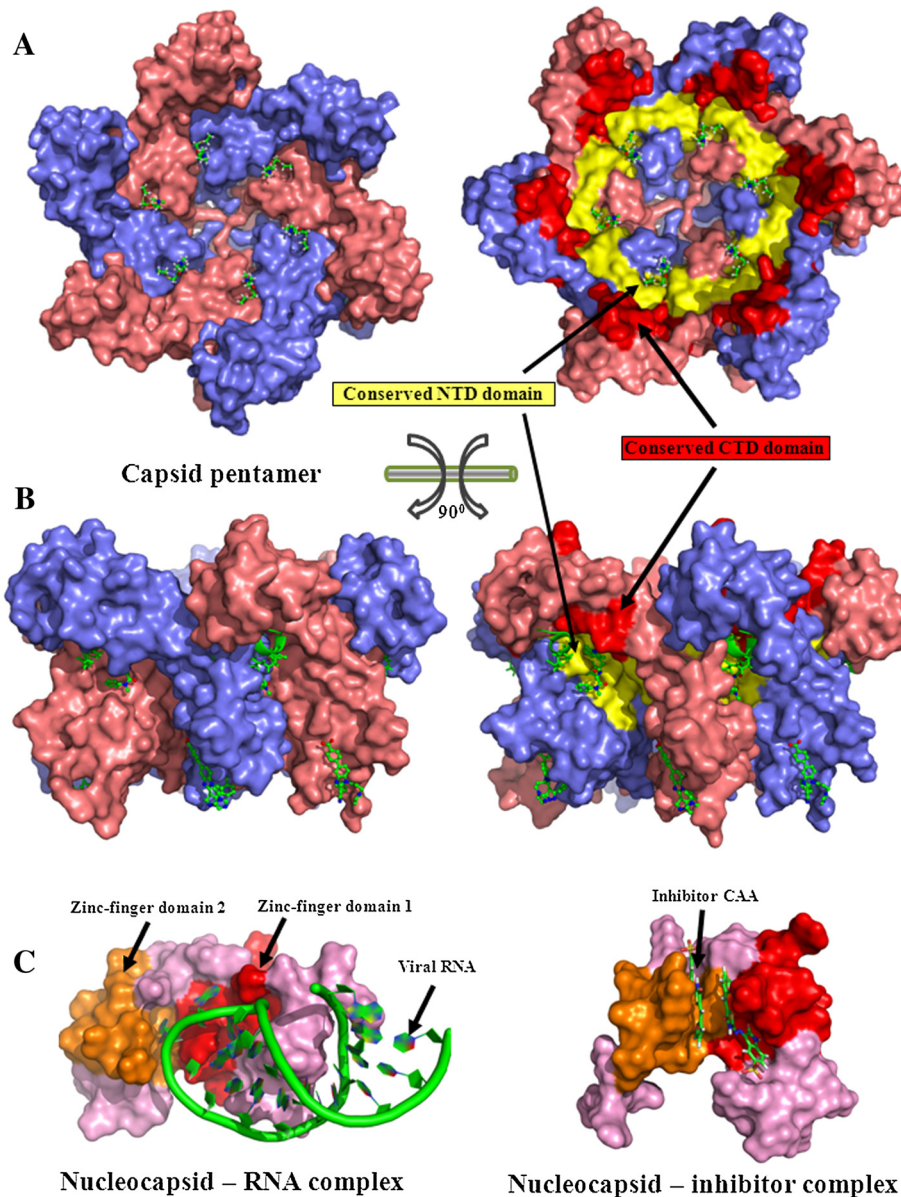 A
Conserved NTD domain
Conserved CTD domain
Capsid pentamer
90⁰
B
Zinc-finger domain 2
Zinc-finger domain 1
Viral RNA
Inhibitor CAA
C
Nucleocapsid – RNA complex
Nucleocapsid – inhibitor complex